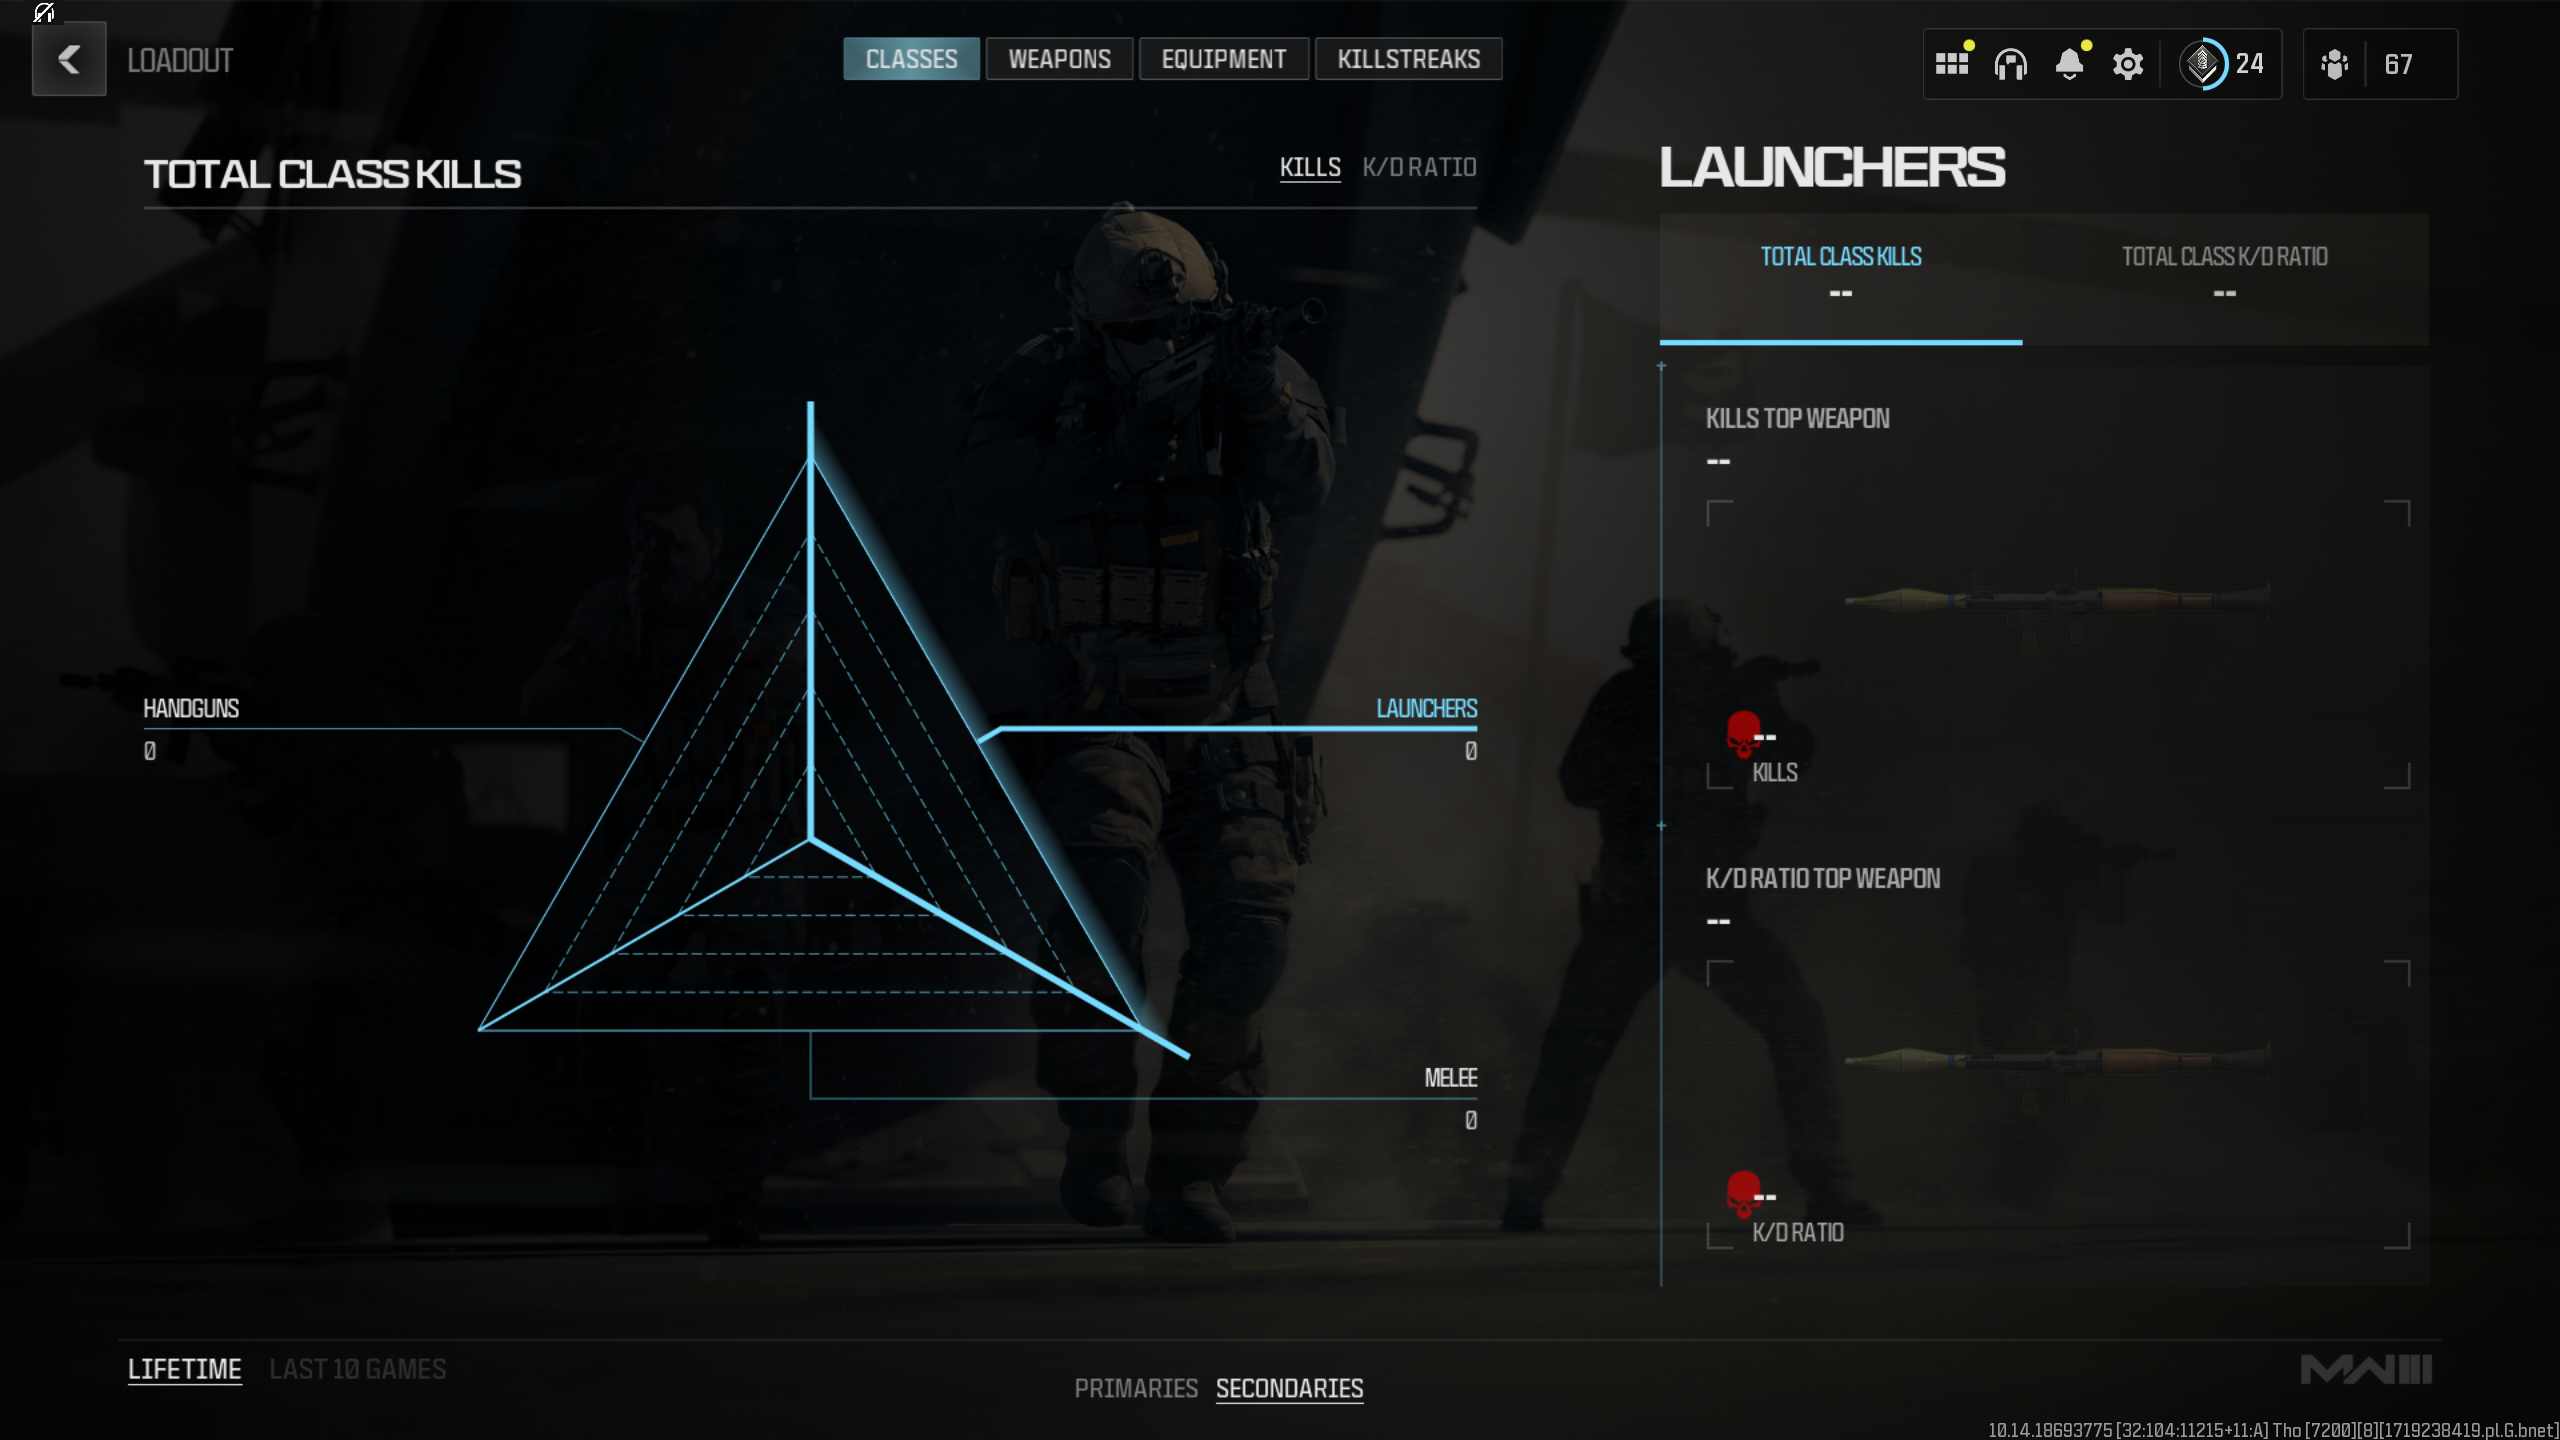 LOADOUT
CLASSES
WEAPONS
EQUIPMENT
KILLSTREAKS
24
67
TOTAL CLASS KILLS
KILLS
K/D RATIO
LAUNCHERS
TOTAL CLASS KILLS
--
TOTAL CLASS K/D RATIO
--
KILLS TOP WEAPON
--
HANDGUNS
0
LAUNCHERS
0
--
KILLS
K/D RATIO TOP WEAPON
--
MELEE
0
--
K/D RATIO
LIFETIME
LAST 10 GAMES
PRIMARIES
SECONDARIES
MWIII
10.14.18693775 [32:104:11215+11:A] Tho [7200][8][1719238419.pl.G.bnet]